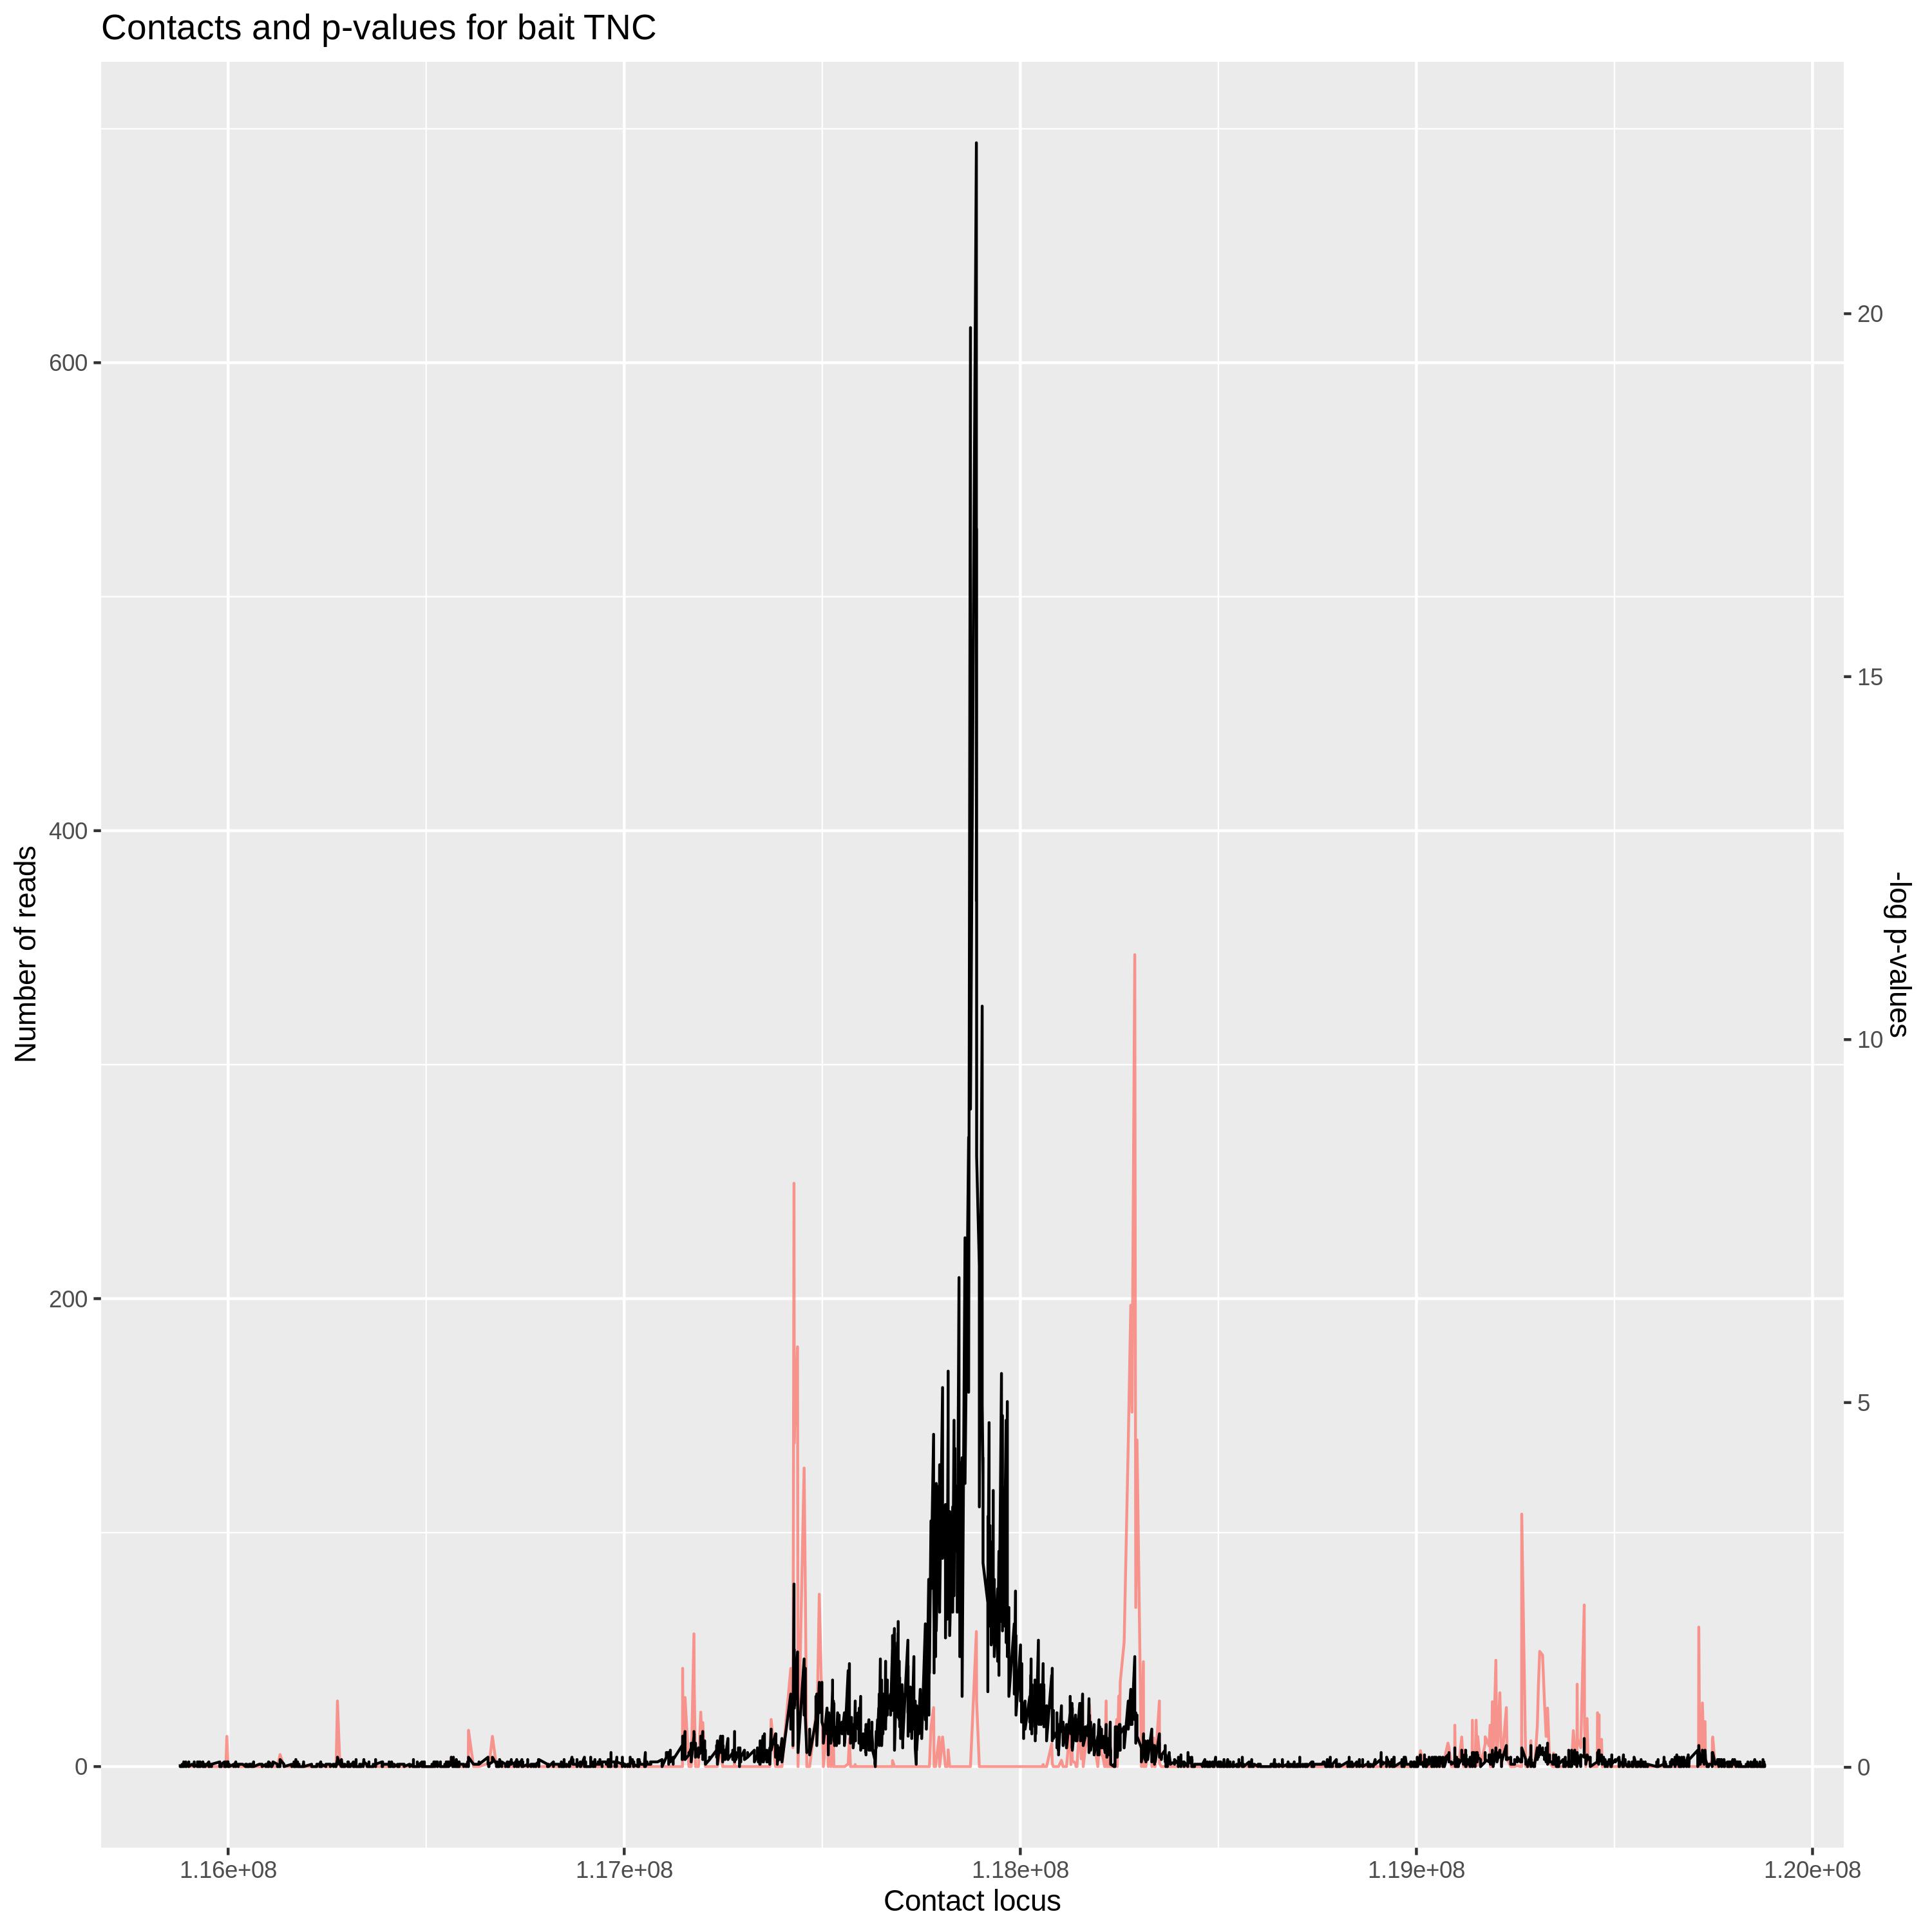 Contacts and p-values for bait TNC
Number of reads
600
400
200
0
20
15
10
5
0
-log p-values
1.16e+08
1.17e+08
1.18e+08
1.19e+08
1.20e+08
Contact locus